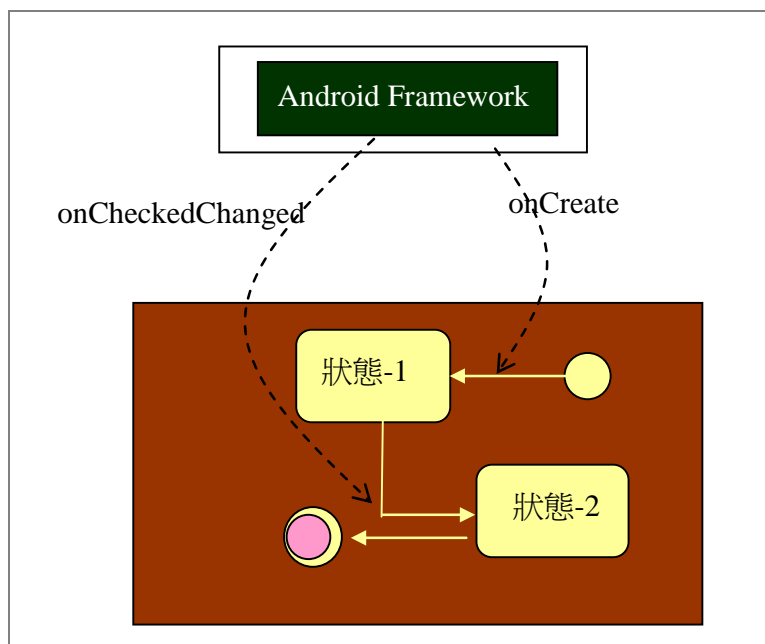 Android Framework
onCheckedChanged
onCreate
狀態-1
狀態-2